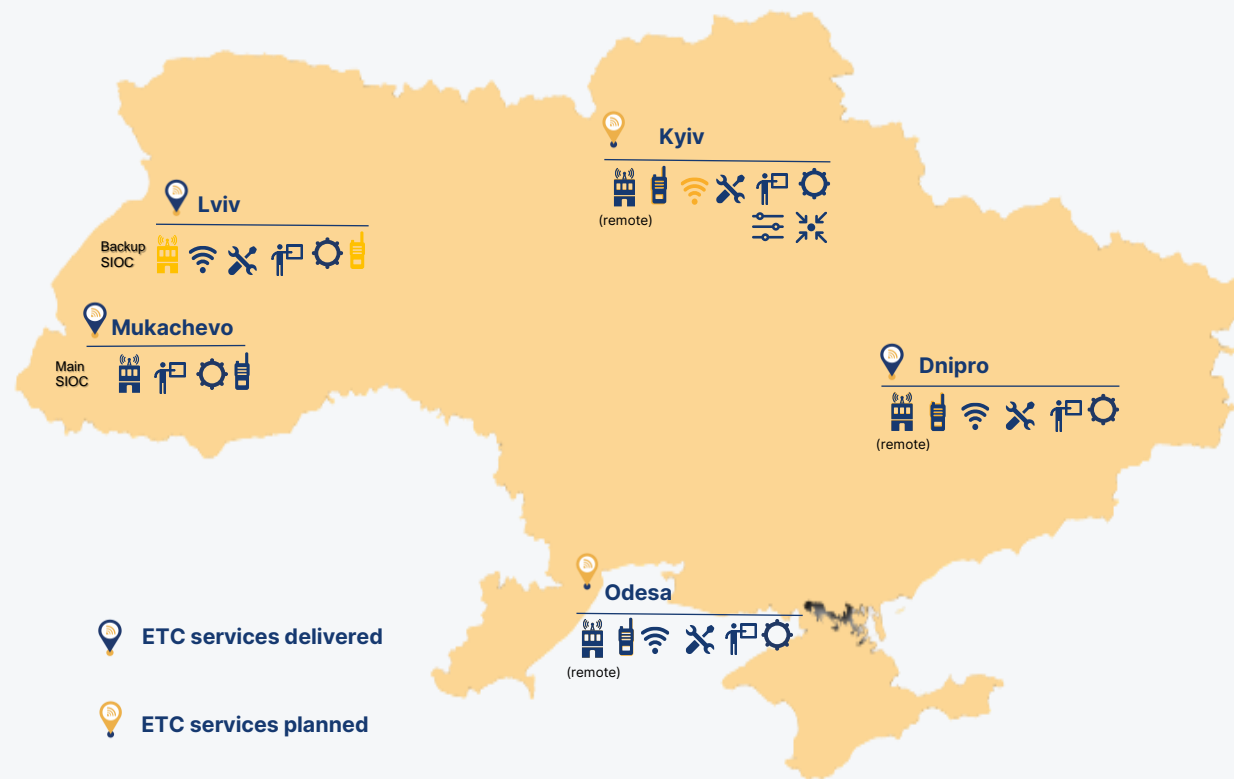 Kyiv
(remote)
Lviv
Backup
SIOC
Mukachevo
Main
SIOC
Dnipro
(remote)
Odesa
(remote)
ETC services delivered
ETC services planned